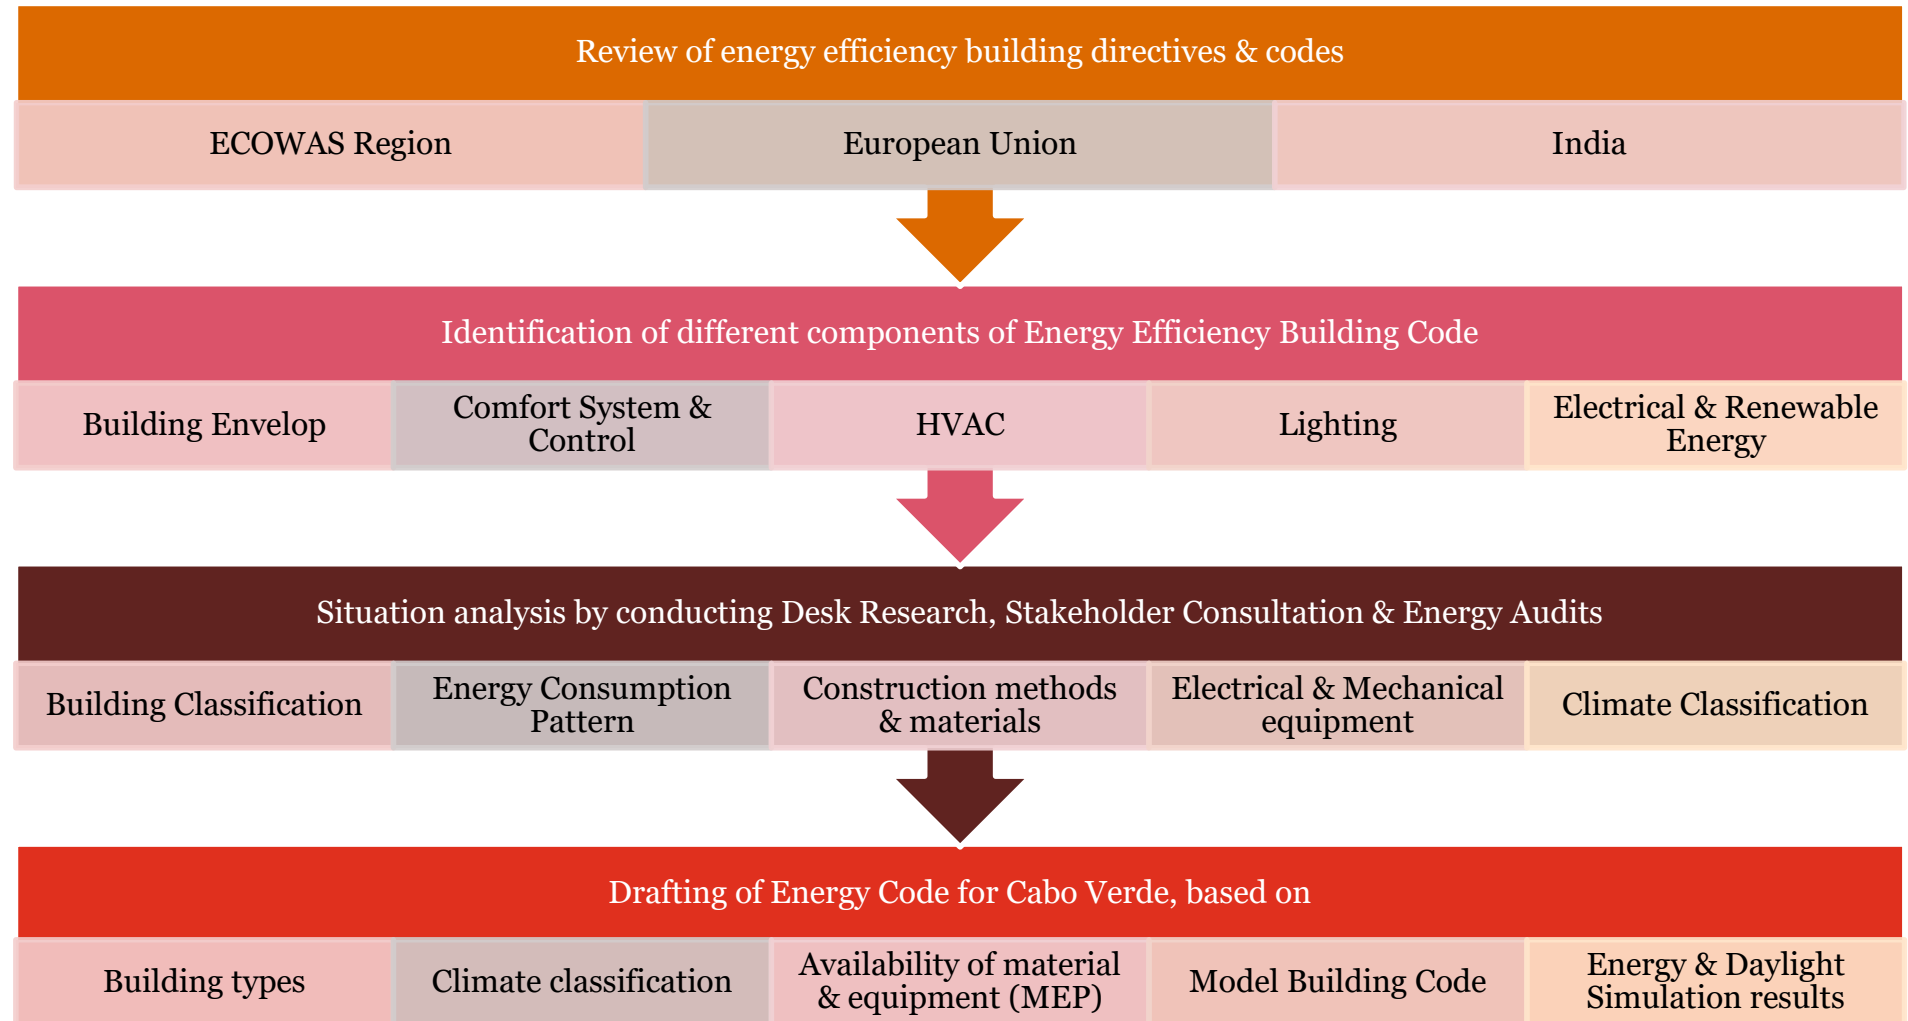 Review of energy efficiency building directives & codes
ECOWAS Region
European Union
India
Identification of different components of Energy Efficiency Building Code
Building Envelop
Comfort System &
Control
HVAC
Lighting
Electrical & Renewable
Energy
Situation analysis by conducting Desk Research, Stakeholder Consultation & Energy Audits
Building Classification
Energy Consumption
Pattern
Construction methods
& materials
Electrical & Mechanical
equipment
Climate Classification
Drafting of Energy Code for Cabo Verde, based on
Building types
Climate classification
Availability of material
& equipment (MEP)
Model Building Code
Energy & Daylight
Simulation results